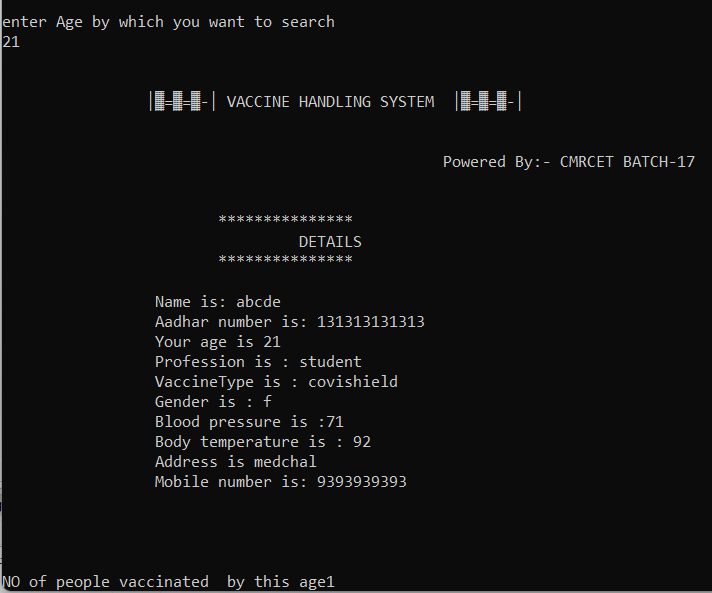 enter Age by which you want to search
21
|▓=▓=▓-| VACCINE HANDLING SYSTEM |▓=▓=▓-|
Powered By:- CMRCET BATCH-17
***************
DETAILS
***************
Name is: abcde
Aadhar number is: 131313131313
Your age is 21
Profession is : student
VaccineType is : covishield
Gender is : f
Blood pressure is :71
Body temperature is : 92
Address is medchal
Mobile number is: 9393939393
NO of people vaccinated  by this age1